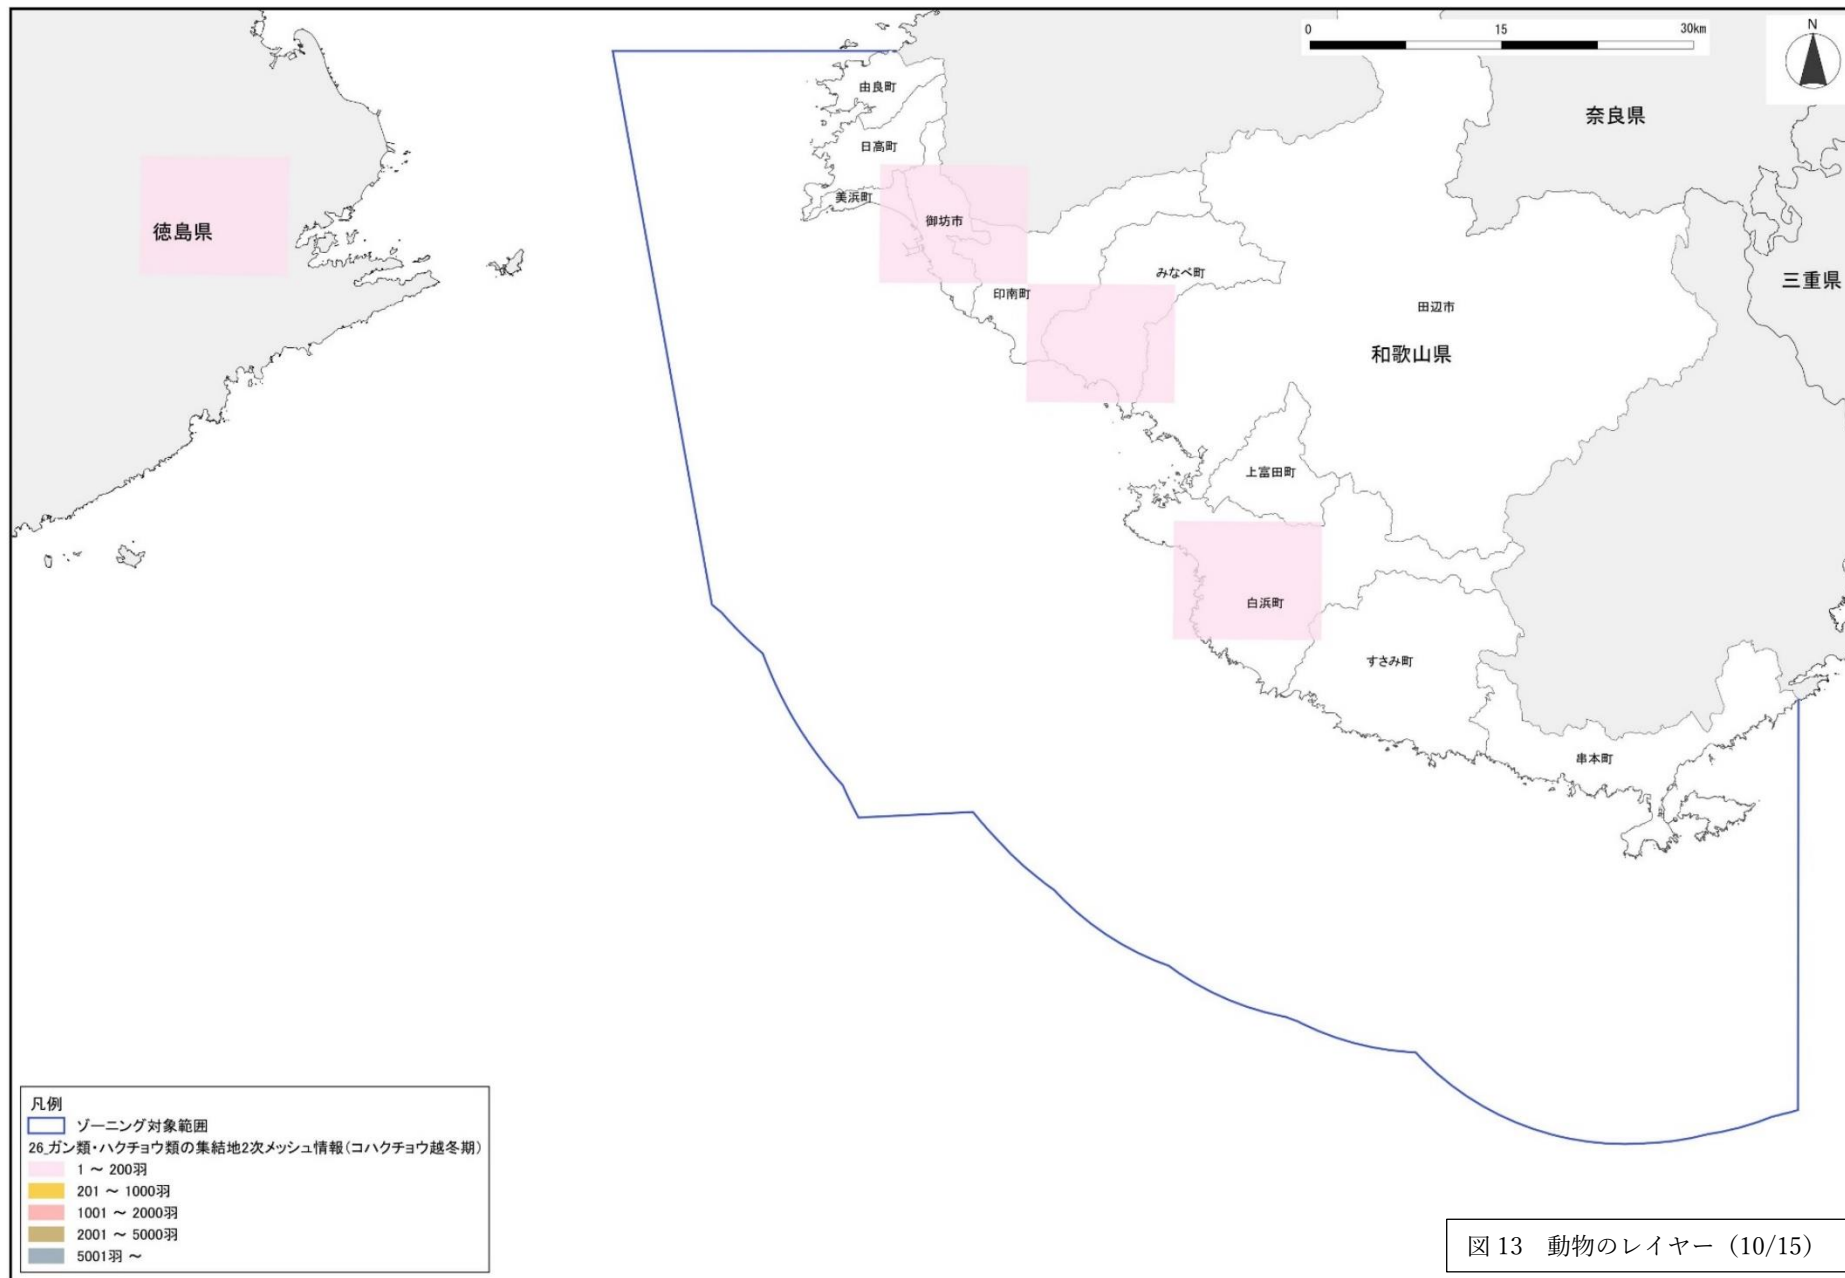 0 15 30km
N
由良町
奈良県
日高町
美浜町
御坊市
徳島県
みなべ町
三重県
印南町
田辺市
和歌山県
上富田町
白浜町
すさみ町
串本町
凡例
ゾーニング対象範囲
26_ガン類・ハクチョウ類の集結地2次メッシュ情報(コハクチョウ越冬期)
1 ~ 200羽
201 ~ 1000羽
1001 ~ 2000羽
2001 ~ 5000羽
5001羽 ~
図 13 動物のレイヤー（10/15）